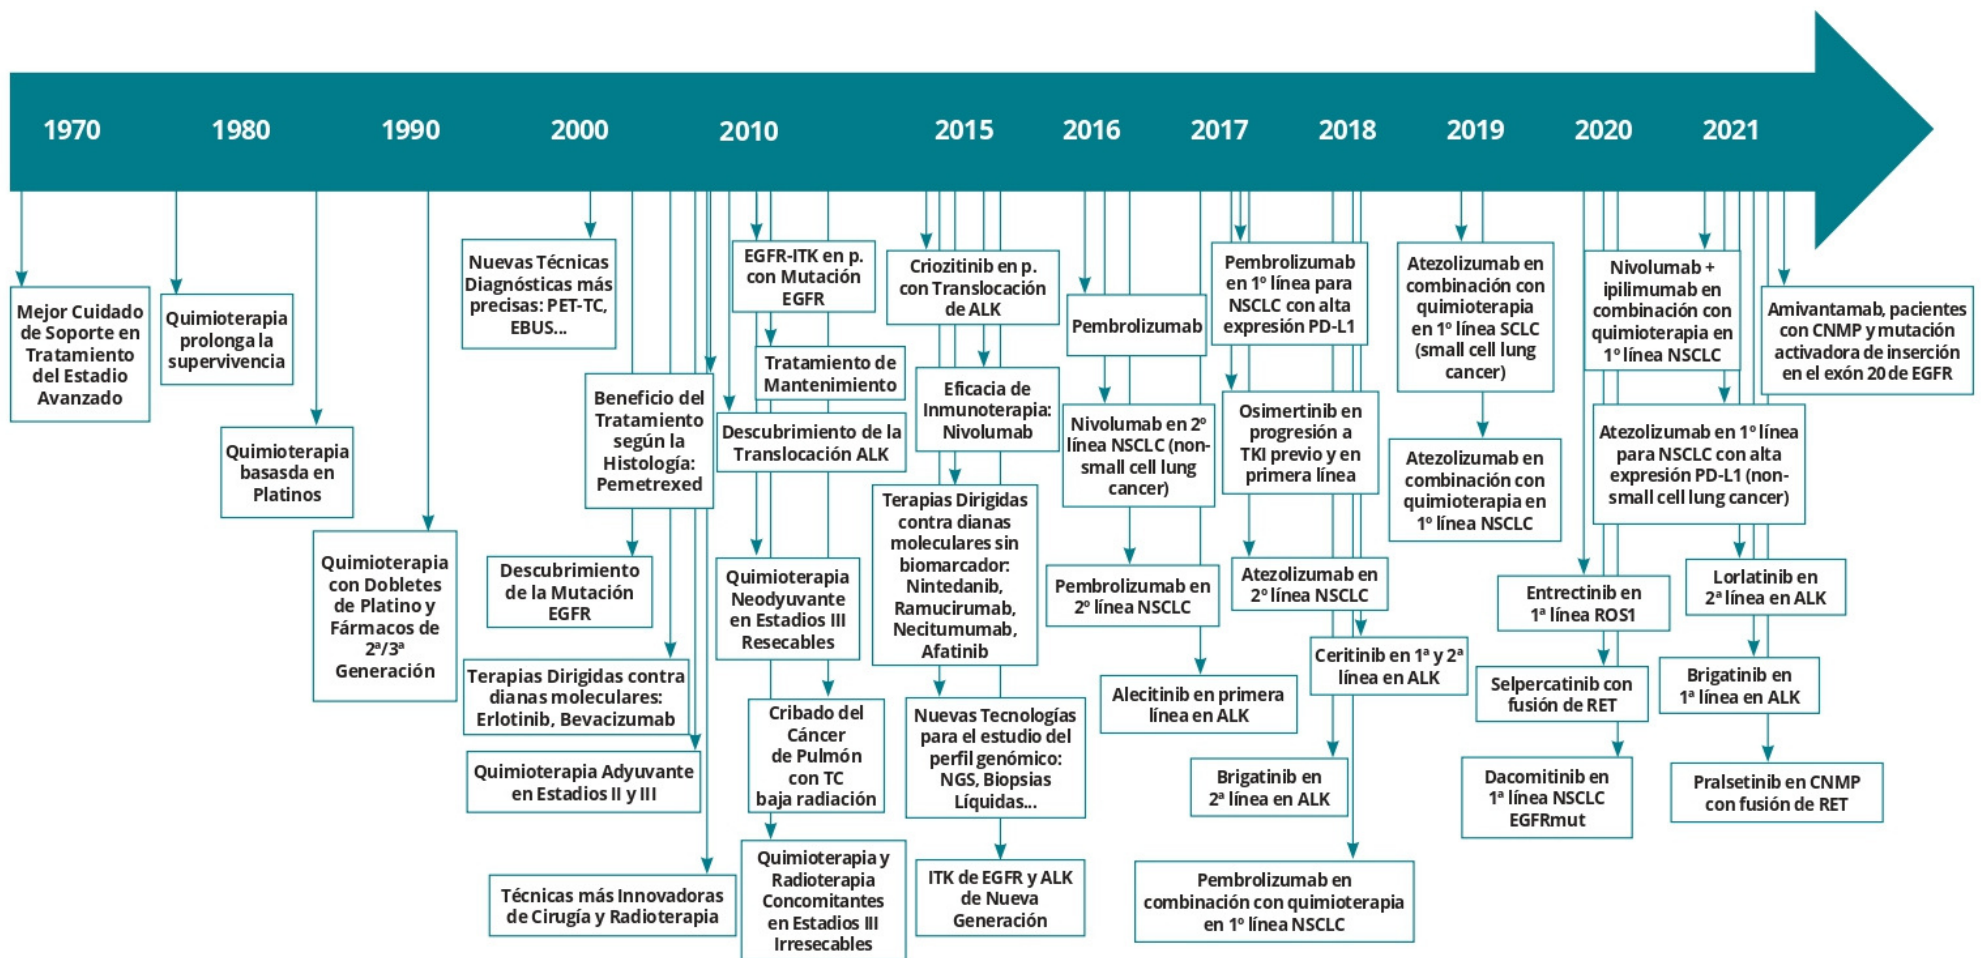 1970
1980
1990
2000
2010
2015
2016
2017
2018
2019
2020
2021
Mejor Cuidado
de Soporte en
Tratamiento
del Estadio
Avanzado
Quimioterapia
prolonga la
supervivencia
Quimioterapia
basasda en
Platinos
Quimioterapia
con Dobletes
de Platino y
Fármacos de
2ª/3ª
Generación
Nuevas Técnicas
Diagnósticas más
precisas: PET-TC,
EBUS...
Beneficio del
Tratamiento
según la
Histología:
Pemetrexed
Descubrimiento
de la Mutación
EGFR
Terapias Dirigidas contra
dianas moleculares:
Erlotinib, Bevacizumab
Quimioterapia Adyuvante
en Estadios II y III
Técnicas más Innovadoras
de Cirugía y Radioterapia
EGFR-ITK en p.
con Mutación
EGFR
Tratamiento de
Mantenimiento
Descubrimiento de la
Translocación ALK
Quimioterapia
Neodyuvante
en Estadios III
Resecables
Cribado del
Cáncer
de Pulmón
con TC
baja radiación
Quimioterapia y
Radioterapia
Concomitantes
en Estadios III
Irresecables
Criozitinib en p.
con Translocación
de ALK
Eficacia de
Inmunoterapia:
Nivolumab
Terapias Dirigidas
contra dianas
moleculares sin
biomarcador:
Nintedanib,
Ramucirumab,
Necitumumab,
Afatinib
Nuevas Tecnologías
para el estudio del
perfil genómico:
NGS, Biopsias
Líquidas...
ITK de EGFR y ALK
de Nueva
Generación
Pembrolizumab
Nivolumab en 2º
línea NSCLC (non-
small cell lung
cancer)
Pembrolizumab en
2º línea NSCLC
Alecitinib en primera
línea en ALK
Pembrolizumab
en 1º línea para
NSCLC con alta
expresión PD-L1
Osimertinib en
progresión a
TKI previo y en
primera línea
Atezolizumab en
2º línea NSCLC
Ceritinib en 1ª y 2ª
línea en ALK
Brigatinib en
2ª línea en ALK
Pembrolizumab en
combinación con quimioterapia
en 1º línea NSCLC
Atezolizumab en
combinación con
quimioterapia
en 1º línea SCLC
(small cell lung
cancer)
Atezolizumab en
combinación con
quimioterapia en
1º línea NSCLC
Entrectinib en
1ª línea ROS1
Selpercatinib con
fusión de RET
Dacomitinib en
1ª línea NSCLC
EGFRmut
Nivolumab +
ipilimumab en
combinación con
quimioterapia en
1º línea NSCLC
Atezolizumab en 1º línea
para NSCLC con alta
expresión PD-L1 (non-
small cell lung cancer)
Lorlatinib en
2ª línea en ALK
Brigatinib en
1ª línea en ALK
Pralsetinib en CNMP
con fusión de RET
Amivantamab, pacientes
con CNMP y mutación
activadora de inserción
en el exón 20 de EGFR